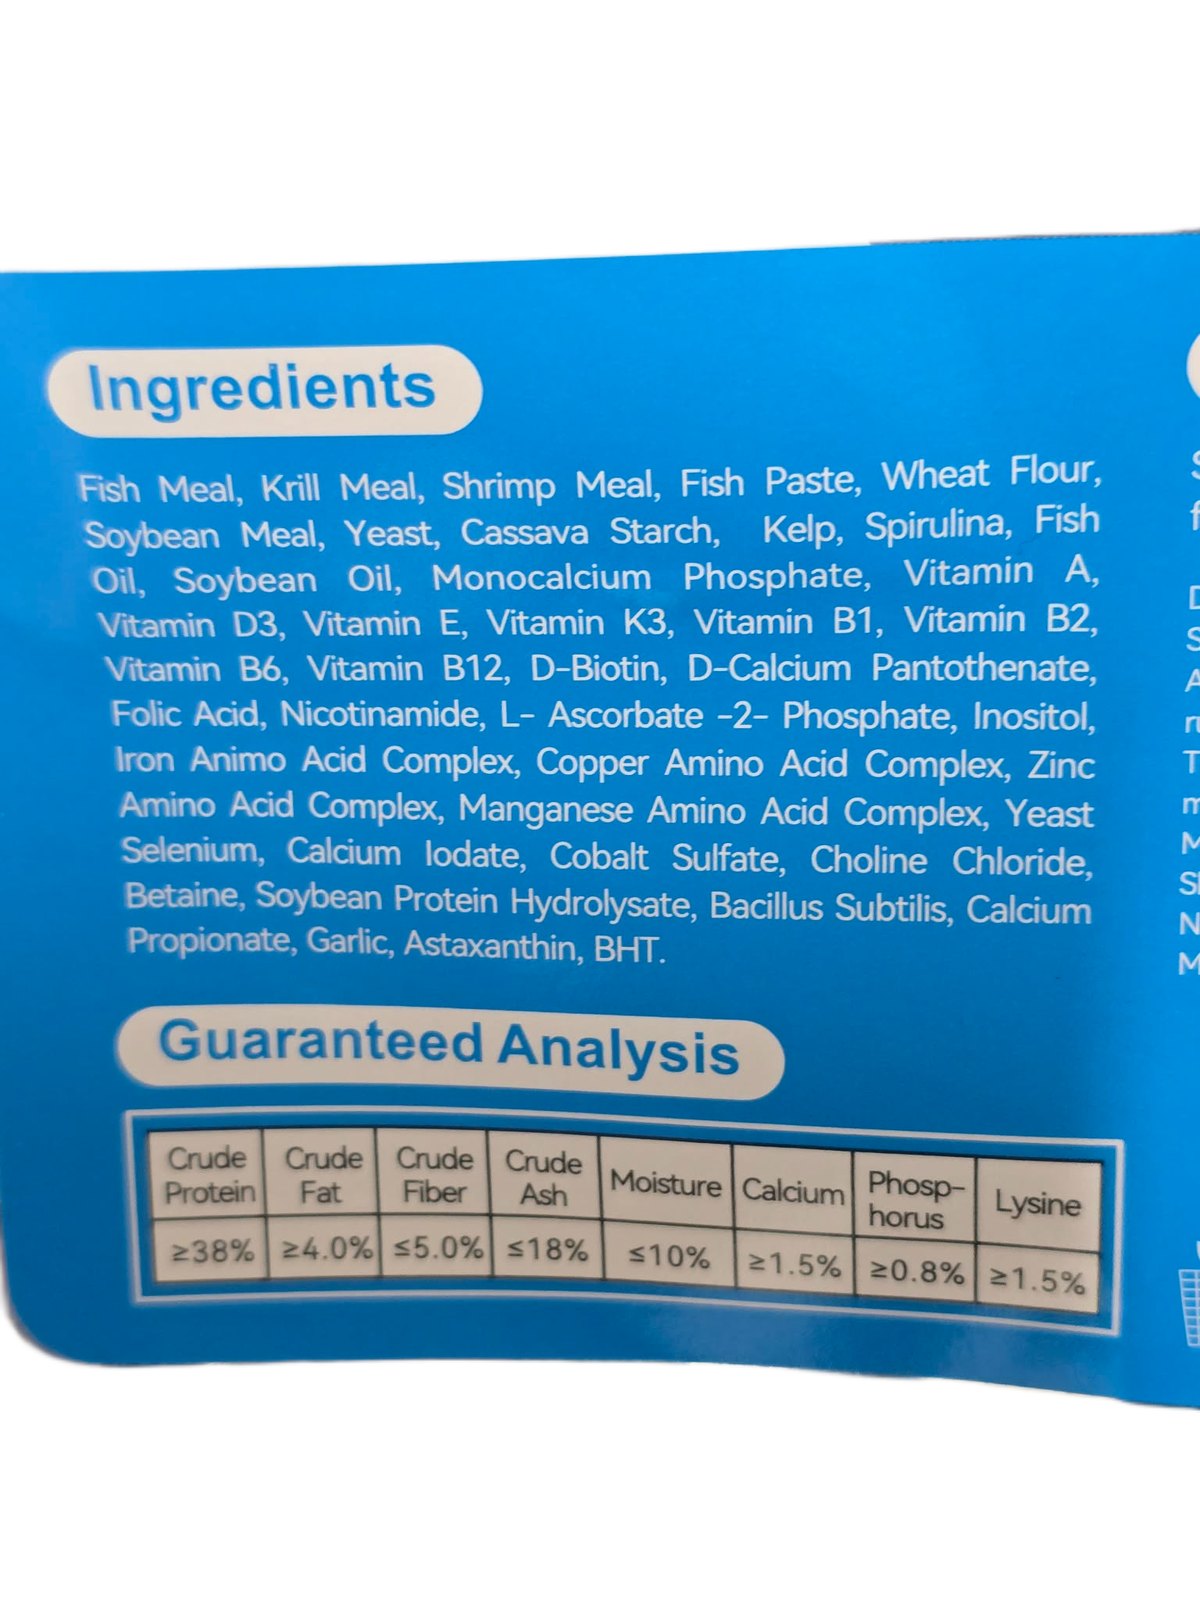 Ingredients
Fish Meal, Krill Meal, Shrimp Meal, Fish Paste, Wheat Flour,
Soybean Meal, Yeast, Cassava Starch, Kelp, Spirulina, Fish
Oil, Soybean Oil, Monocalcium Phosphate, Vitamin A,
Vitamin D3, Vitamin E, Vitamin K3, Vitamin B1, Vitamin B2,
Vitamin B6, Vitamin B12, D-Biotin, D-Calcium Pantothenate,
Folic Acid, Nicotinamide, L- Ascorbate -2- Phosphate, Inositol,
Iron Animo Acid Complex, Copper Amino Acid Complex, Zinc
Amino Acid Complex, Manganese Amino Acid Complex, Yeast
Selenium, Calcium Iodate, Cobalt Sulfate, Choline Chloride,
Betaine, Soybean Protein Hydrolysate, Bacillus Subtilis, Calcium
Propionate, Garlic, Astaxanthin, BHT.
Guaranteed Analysis
Crude Protein Crude Fat Crude Fiber Crude Ash Moisture Calcium Phosp-horus Lysine
≥38% ≥4.0% ≤5.0% ≤18% ≤10% ≥1.5% ≥0.8% ≥1.5%